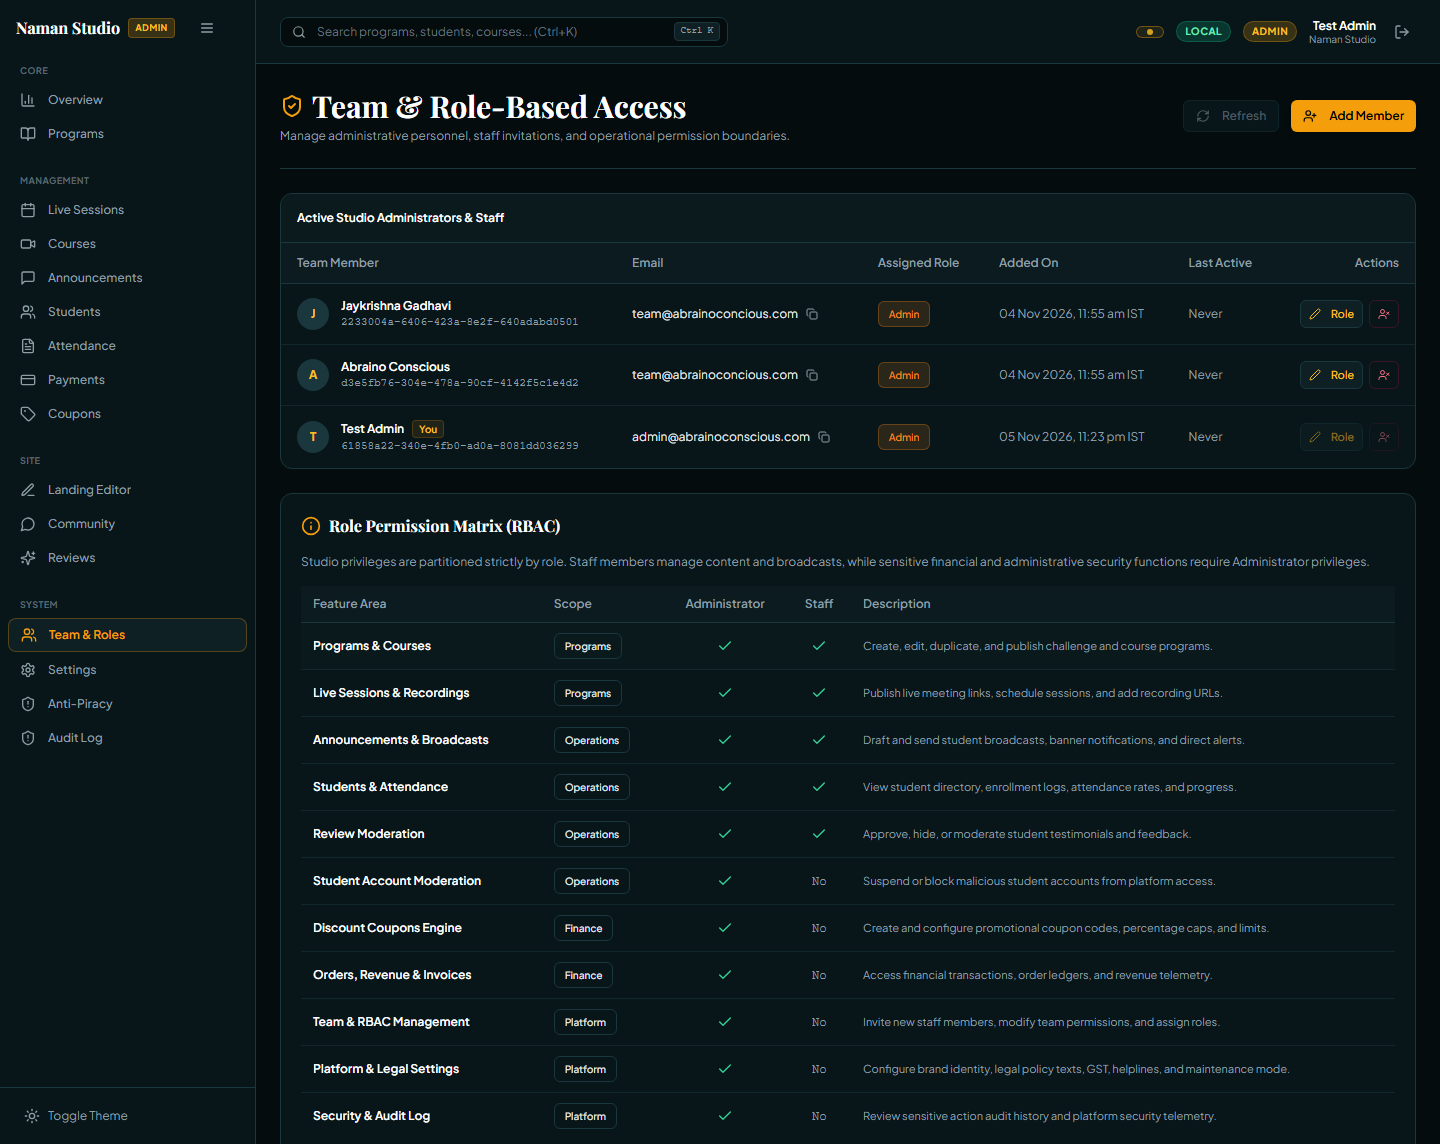 Naman Studio ADMIN
Search programs, students, courses... (Ctrl+K) Ctrl K
LOCAL ADMIN Test Admin
Naman Studio
CORE
Overview
Programs
MANAGEMENT
Live Sessions
Courses
Announcements
Students
Attendance
Payments
Coupons
SITE
Landing Editor
Community
Reviews
SYSTEM
Team & Roles
Settings
Anti-Piracy
Audit Log
Toggle Theme
Team & Role-Based Access
Manage administrative personnel, staff invitations, and operational permission boundaries.
Refresh Add Member
Active Studio Administrators & Staff
Team Member Email Assigned Role Added On Last Active Actions
Jaykrishna Gadhavi
2233004a-6406-423a-8e2f-640adabd0501
team@abrainoconcious.com Admin 04 Nov 2026, 11:55 am IST Never Role
Abraino Conscious
d3e5fb76-304e-478a-90cf-4142f5c1e4d2
team@abrainoconcious.com Admin 04 Nov 2026, 11:55 am IST Never Role
Test Admin You
61858a22-340e-4fb0-ad0a-8081dd036299
admin@abrainoconscious.com Admin 05 Nov 2026, 11:23 pm IST Never Role
Role Permission Matrix (RBAC)
Studio privileges are partitioned strictly by role. Staff members manage content and broadcasts, while sensitive financial and administrative security functions require Administrator privileges.
Feature Area Scope Administrator Staff Description
Programs & Courses Programs Create, edit, duplicate, and publish challenge and course programs.
Live Sessions & Recordings Programs Publish live meeting links, schedule sessions, and add recording URLs.
Announcements & Broadcasts Operations Draft and send student broadcasts, banner notifications, and direct alerts.
Students & Attendance Operations View student directory, enrollment logs, attendance rates, and progress.
Review Moderation Operations Approve, hide, or moderate student testimonials and feedback.
Student Account Moderation Operations No Suspend or block malicious student accounts from platform access.
Discount Coupons Engine Finance No Create and configure promotional coupon codes, percentage caps, and limits.
Orders, Revenue & Invoices Finance No Access financial transactions, order ledgers, and revenue telemetry.
Team & RBAC Management Platform No Invite new staff members, modify team permissions, and assign roles.
Platform & Legal Settings Platform No Configure brand identity, legal policy texts, GST, helplines, and maintenance mode.
Security & Audit Log Platform No Review sensitive action audit history and platform security telemetry.
J
A
T